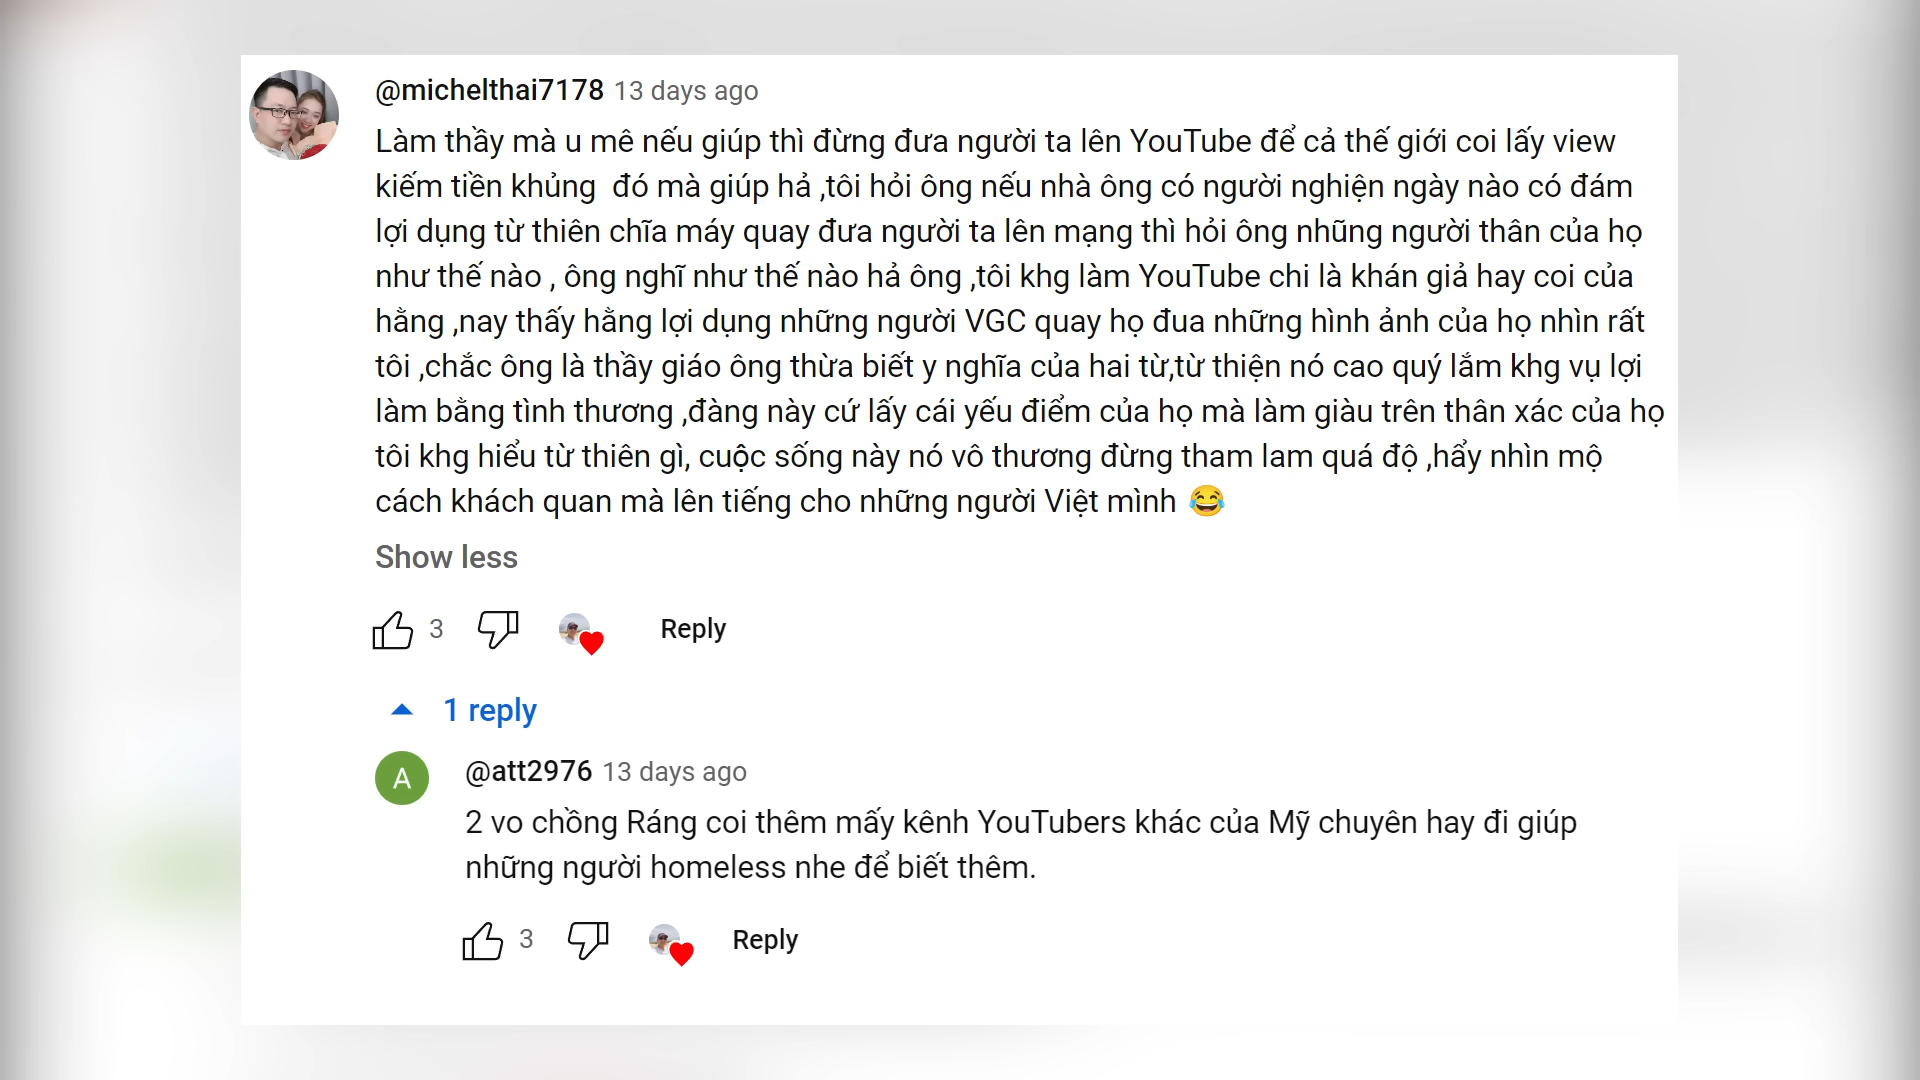 @michelthai7178 13 days ago
Làm thầy mà u mê nếu giúp thì đừng đưa người ta lên YouTube để cả thế giới coi lấy view
kiếm tiền khủng  đó mà giúp hả ,tôi hỏi ông nếu nhà ông có người nghiện ngày nào có đám
lợi dụng từ thiên chĩa máy quay đưa người ta lên mạng thì hỏi ông nhũng người thân của họ
như thế nào , ông nghĩ như thế nào hả ông ,tôi khg làm YouTube chi là khán giả hay coi của
hằng ,nay thấy hằng lợi dụng những người VGC quay họ đua những hình ảnh của họ nhìn rất
tôi ,chắc ông là thầy giáo ông thừa biết y nghĩa của hai từ,từ thiện nó cao quý lắm khg vụ lợi
làm bằng tình thương ,đàng này cứ lấy cái yếu điểm của họ mà làm giàu trên thân xác của họ
tôi khg hiểu từ thiên gì, cuộc sống này nó vô thương đừng tham lam quá độ ,hẩy nhìn mộ
cách khách quan mà lên tiếng cho những người Việt mình 😂
Show less
3 Reply
1 reply
A
@att2976 13 days ago
2 vo chồng Ráng coi thêm mấy kênh YouTubers khác của Mỹ chuyên hay đi giúp
những người homeless nhe để biết thêm.
3 Reply